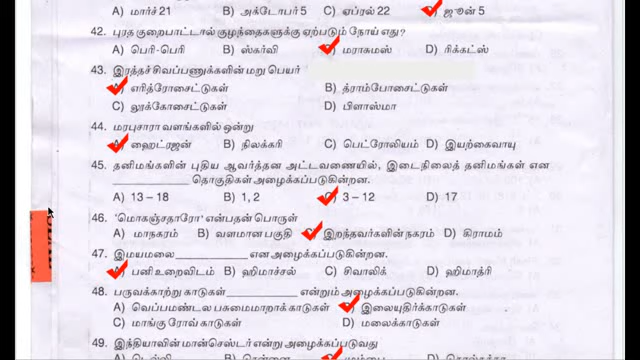 A) மார்ச் 21 B) அக்டோபர் 5 C) ஏப்ரல் 22 D) ஜூன் 5
42. புரத குறைபாட்டால் குழந்தைகளுக்கு ஏற்படும் நோய் எது?
A) பெரி-பெரி B) ஸ்கர்வி C) மராசுமஸ் D) ரிக்கட்ஸ்
43. இரத்தச் சிவப்பணுக்களின் மறு பெயர்
A) எரித்ரோசைட்டுகள் B) த்ராம்போசைட்டுகள்
C) லூக்கோசைட்டுகள் D) பிளாஸ்மா
44. மரபுசாரா வளங்களில் ஒன்று
A) ஹைட்ரஜன் B) நிலக்கரி C) பெட்ரோலியம் D) இயற்கைவாயு
45. தனிமங்களின் புதிய ஆவர்த்தன அட்டவணையில், இடைநிலைத் தனிமங்கள் என
____________ தொகுதிகள் அழைக்கப்படுகின்றன.
A) 13 – 18 B) 1, 2 C) 3 – 12 D) 17
46. 'மொகஞ்சதாரோ' என்பதன் பொருள்
A) மாநகரம் B) வளமான பகுதி C) இறந்தவர்களின் நகரம் D) கிராமம்
47. இமயமலை ____________ என அழைக்கப்படுகின்றன.
A) பனி உறைவிடம் B) ஹிமாச்சல் C) சிவாலிக் D) ஹிமாத்ரி
48. பருவக்காற்று காடுகள் ____________ என்றும் அழைக்கப்படுகின்றன.
A) வெப்பமண்டல பசுமைமாறாக் காடுகள் B) இலையுதிர்க்காடுகள்
C) மாங்குரோவ் காடுகள் D) மலைக்காடுகள்
49. இந்தியாவின் மான்செஸ்டர் என்று அழைக்கப்படுவது